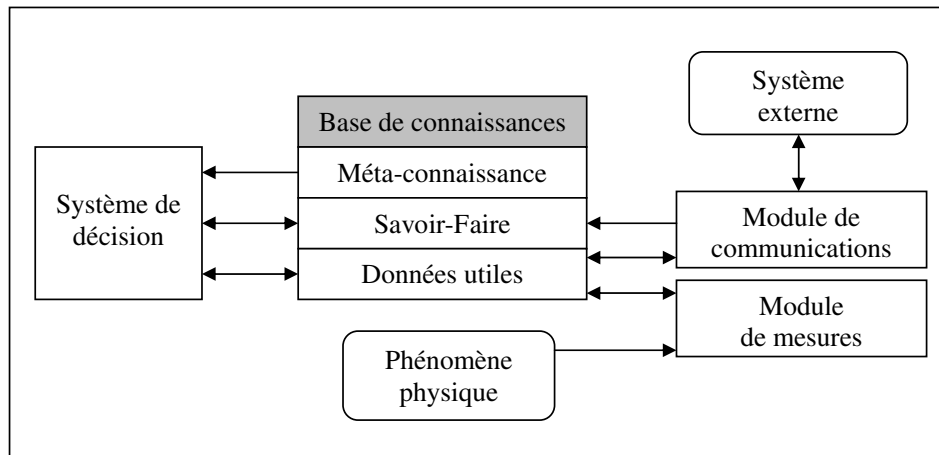 Système
externe
Base de connaissances
Méta-connaissance
Système de
décision
Savoir-Faire
Données utiles
Module de
communications
Module
de mesures
Phénomène
physique